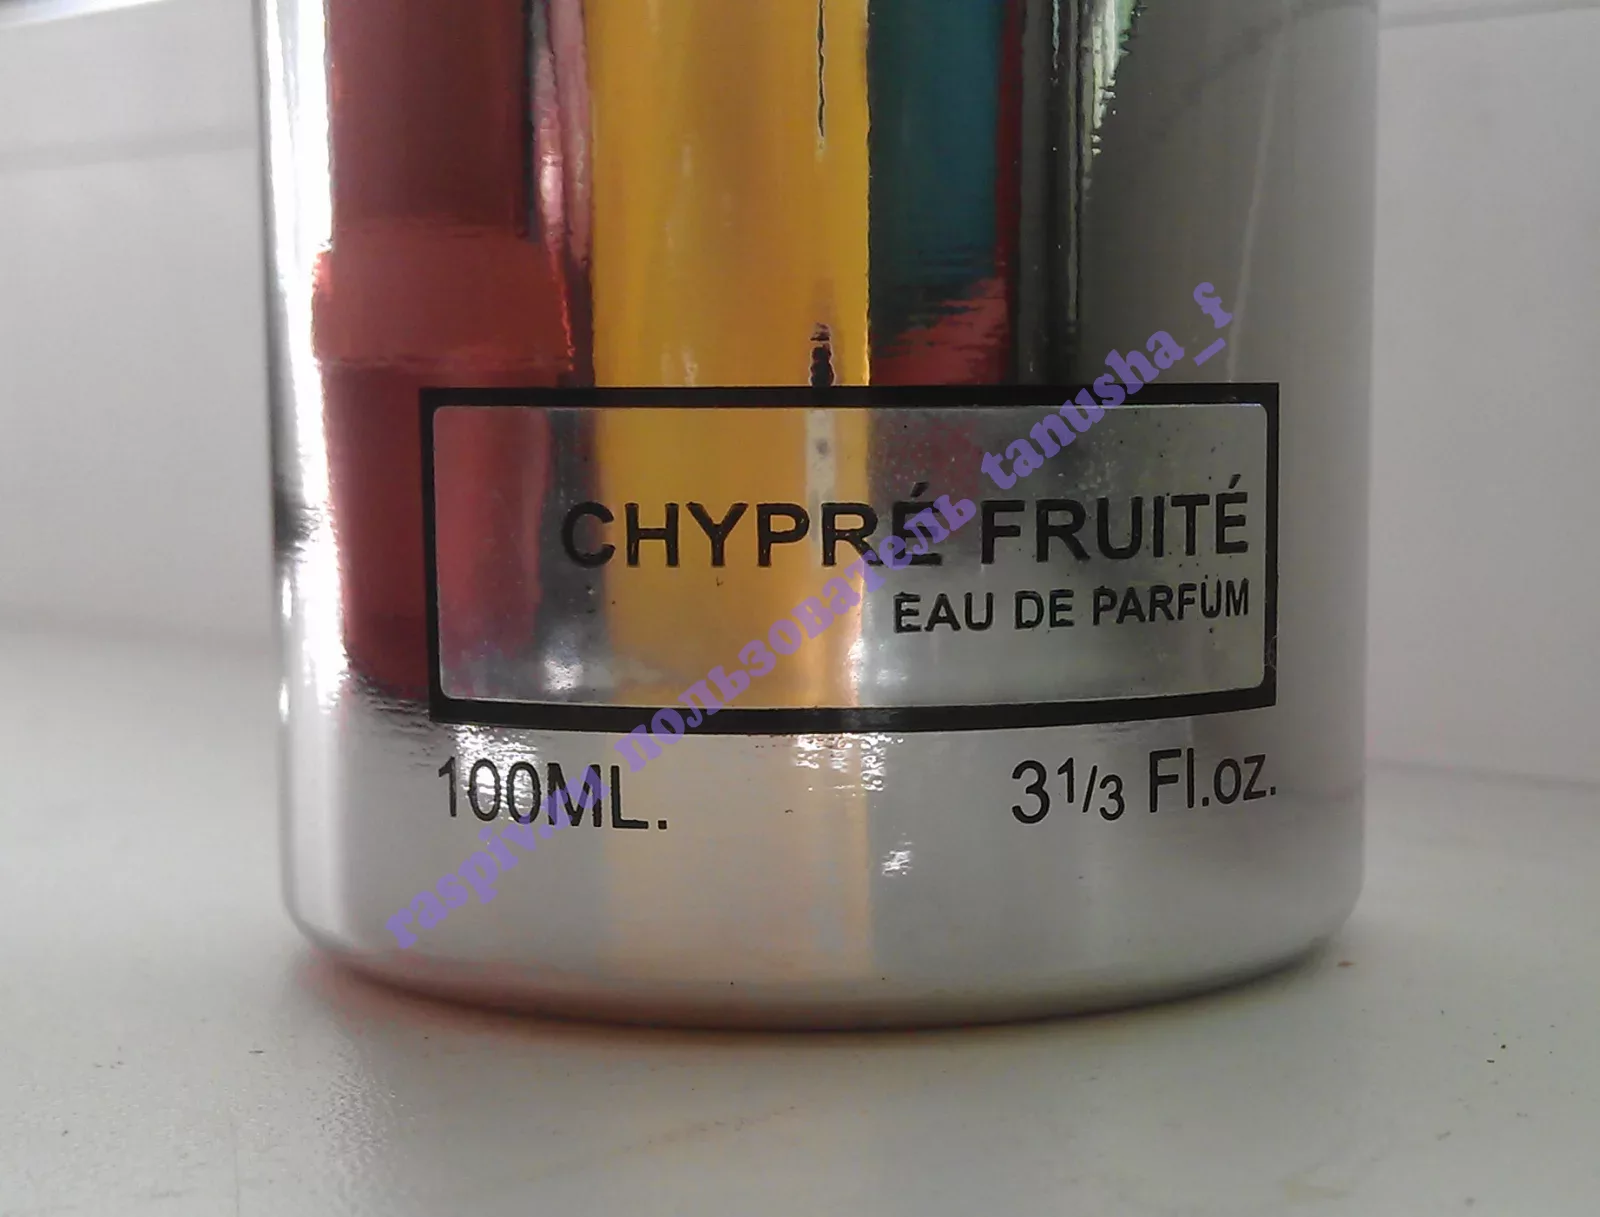 CHYPRÉ FRUITÉ
EAU DE PARFUM
100ML. 3 1/3 Fl.oz.
raspiv.ru пользователь tanusha_f